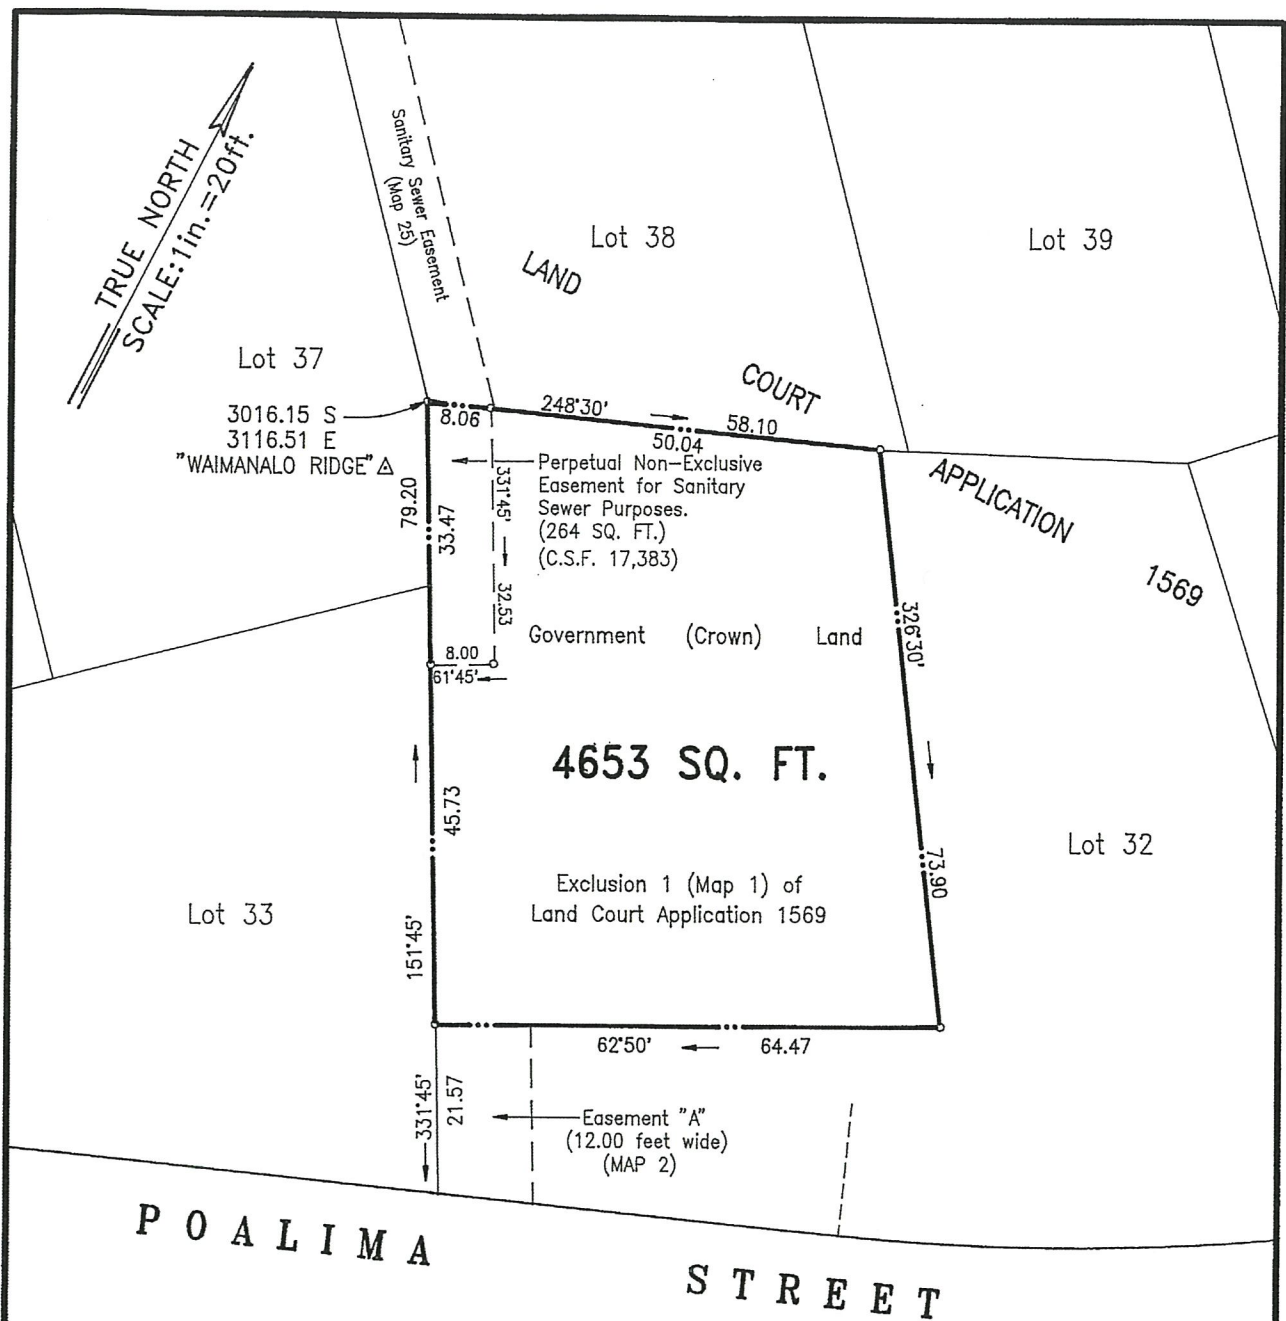 TRUE NORTH
SCALE: 1in.=20ft.
Sanitary Sewer Easement
(Map 25)
Lot 38
Lot 39
LAND
COURT
APPLICATION
1569
Lot 37
3016.15 S
3116.51 E
"WAIMANALO RIDGE"
8.06
248°30'
50.04
58.10
79.20
33.47
331°45'
32.53
Perpetual Non-Exclusive
Easement for Sanitary
Sewer Purposes.
(264 SQ. FT.)
(C.S.F. 17,383)
Government (Crown) Land
8.00
61°45'
326°30'
73.90
4653 SQ. FT.
45.73
151°45'
Exclusion 1 (Map 1) of
Land Court Application 1569
Lot 32
Lot 33
62°50'
64.47
331°45'
21.57
Easement "A"
(12.00 feet wide)
(MAP 2)
POALIMA STREET